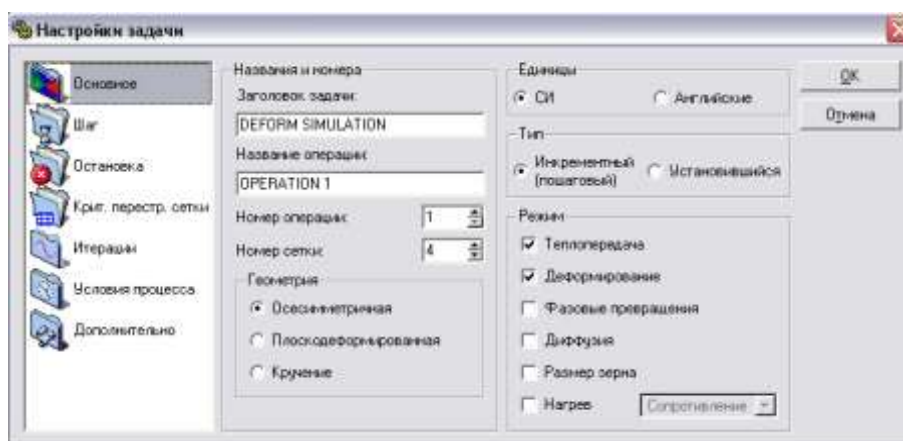 Настройки задачи
Основное
Шаг
Остановка
Крит. перестр. сетки
Итерации
Условия процесса
Дополнительно
Названия и номера
Заголовок задачи:
DEFORM SIMULATION
Название операции:
OPERATION 1
Номер операции: 1
Номер сетки: 4
Геометрия
Осесимметричная
Плоскодеформированная
Кручение
Единицы
СИ Английские
Тип
Инкрементный (пошаговый) Установившийся
Режим
Теплопередача
Деформирование
Фазовые превращения
Диффузия
Размер зерна
Нагрев Сопротивление
OK
Отмена